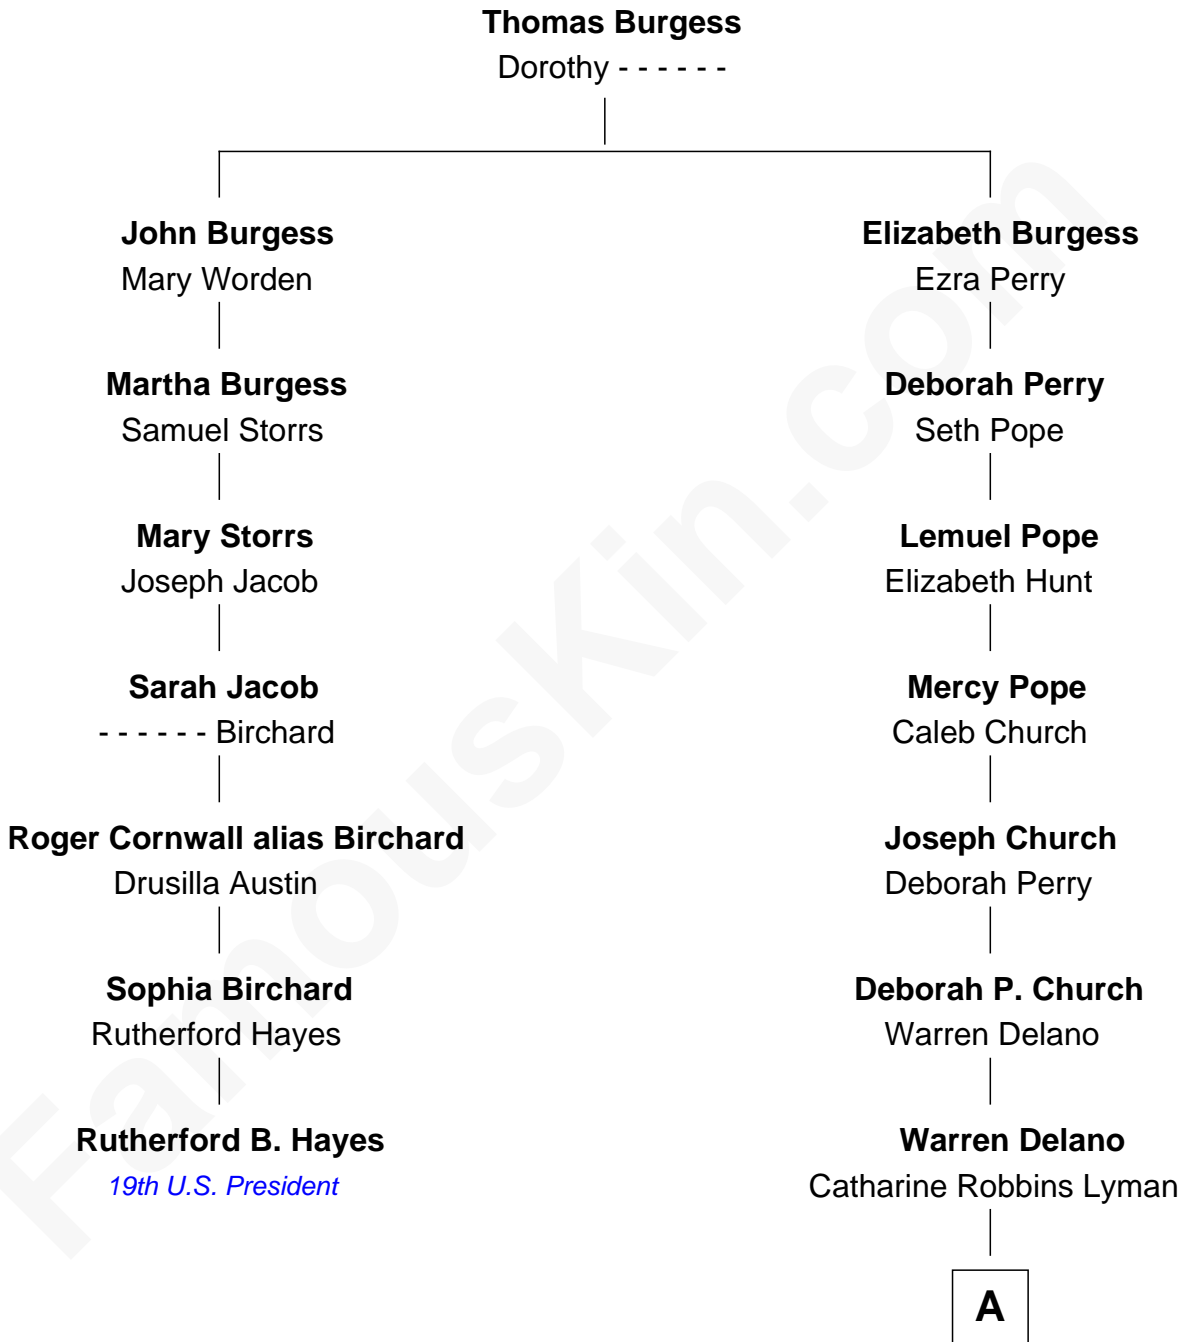 Thomas Burgess
Dorothy - - - - - -
John Burgess
Mary Worden
Martha Burgess
Samuel Storrs
Mary Storrs
Joseph Jacob
Sarah Jacob
- - - - - - Birchard
Roger Cornwall alias Birchard
Drusilla Austin
Sophia Birchard
Rutherford Hayes
Rutherford B. Hayes
19th U.S. President
Elizabeth Burgess
Ezra Perry
Deborah Perry
Seth Pope
Lemuel Pope
Elizabeth Hunt
Mercy Pope
Caleb Church
Joseph Church
Deborah Perry
Deborah P. Church
Warren Delano
Warren Delano
Catharine Robbins Lyman
A
FamousKin.com